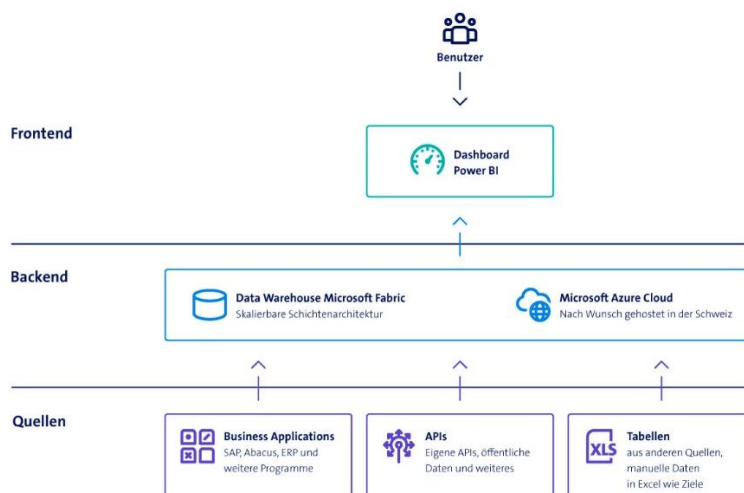 Benutzer
Frontend
Dashboard
Power BI
Backend
Data Warehouse Microsoft Fabric
Skalierbare Schichtenarchitektur
Microsoft Azure Cloud
Nach Wunsch gehostet in der Schweiz
Quellen
Business Applications
SAP, Abacus, ERP und
weitere Programme
APIs
Eigene APIs, öffentliche
Daten und weiteres
XLS
Tabellen
aus anderen Quellen,
manuelle Daten
in Excel wie Ziele